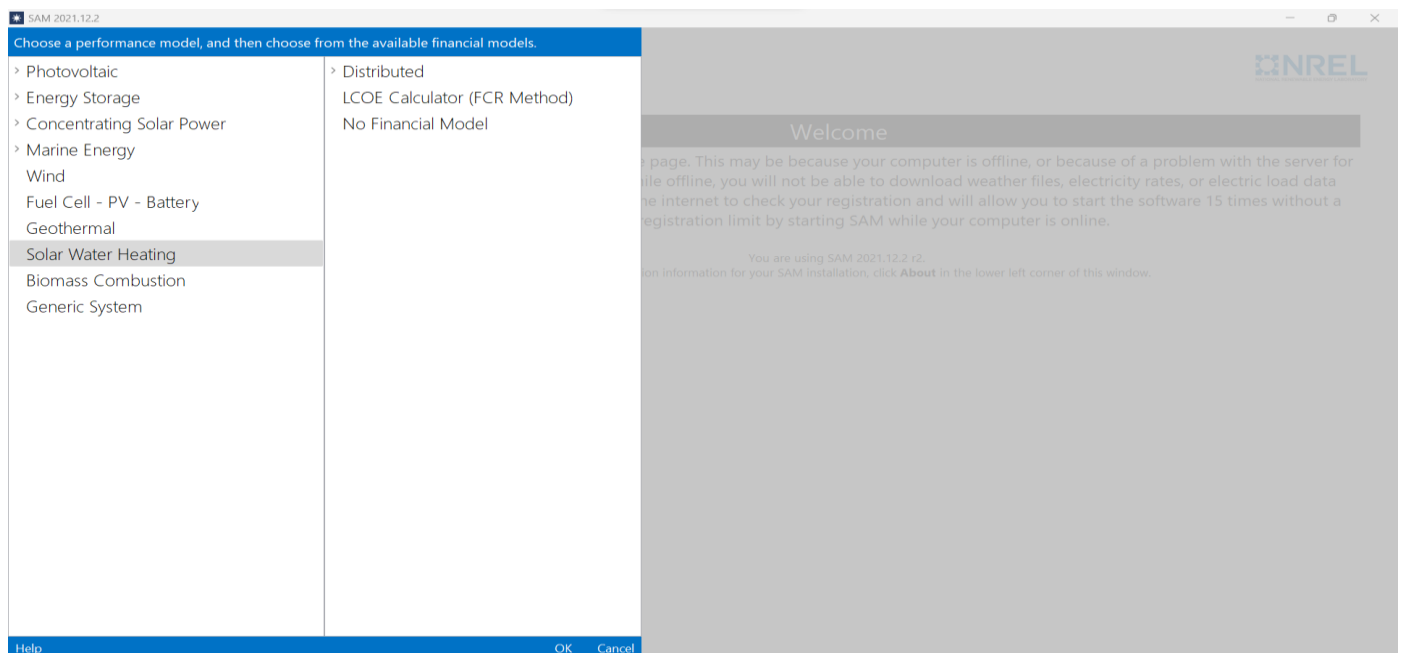 SAM 2021.12.2
Choose a performance model, and then choose from the available financial models.
Photovoltaic
Energy Storage
Concentrating Solar Power
Marine Energy
Wind
Fuel Cell - PV - Battery
Geothermal
Solar Water Heating
Biomass Combustion
Generic System
Distributed
LCOE Calculator (FCR Method)
No Financial Model
Help
OK Cancel
NREL
Welcome
page. This may be because your computer is offline, or because of a problem with the server for
ile offline, you will not be able to download weather files, electricity rates, or electric load data
ne internet to check your registration and will allow you to start the software 15 times without a
registration limit by starting SAM while your computer is online.
You are using SAM 2021.12.2 r2.
ion information for your SAM installation, click About in the lower left corner of this window.